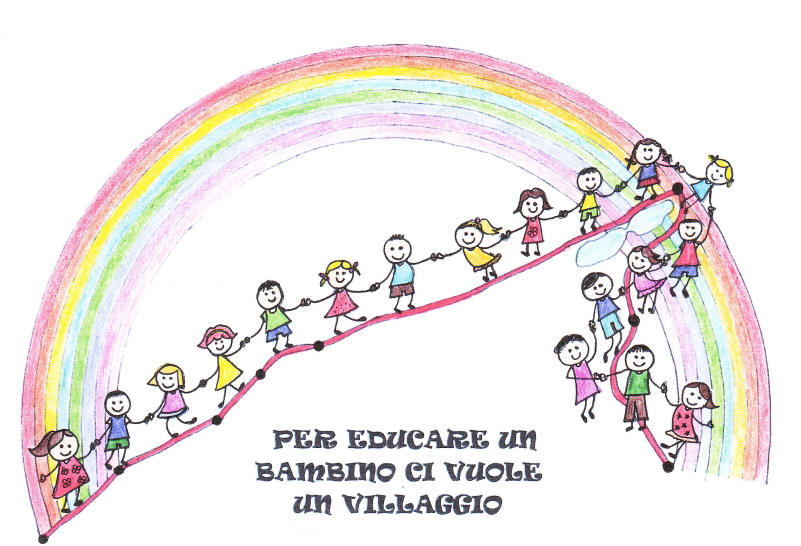 PER EDUCARE UN
BAMBINO CI VUOLE
UN VILLAGGIO